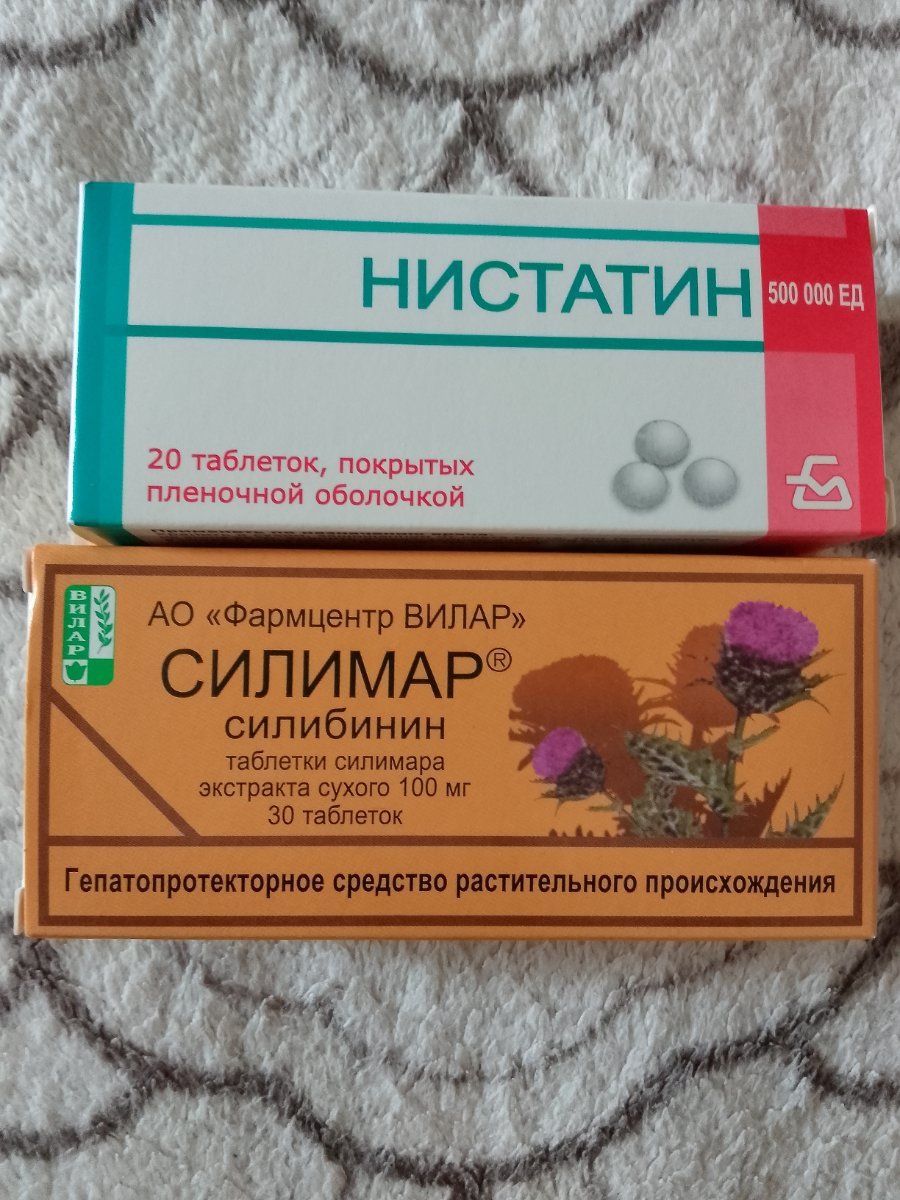 НИСТАТИН
500 000 ЕД
20 таблеток, покрытых
пленочной оболочкой
ВИЛАР
АО «Фармцентр ВИЛАР»
СИЛИМАР®
силибинин
таблетки силимара
экстракта сухого 100 мг
30 таблеток
Гепатопротекторное средство растительного происхождения